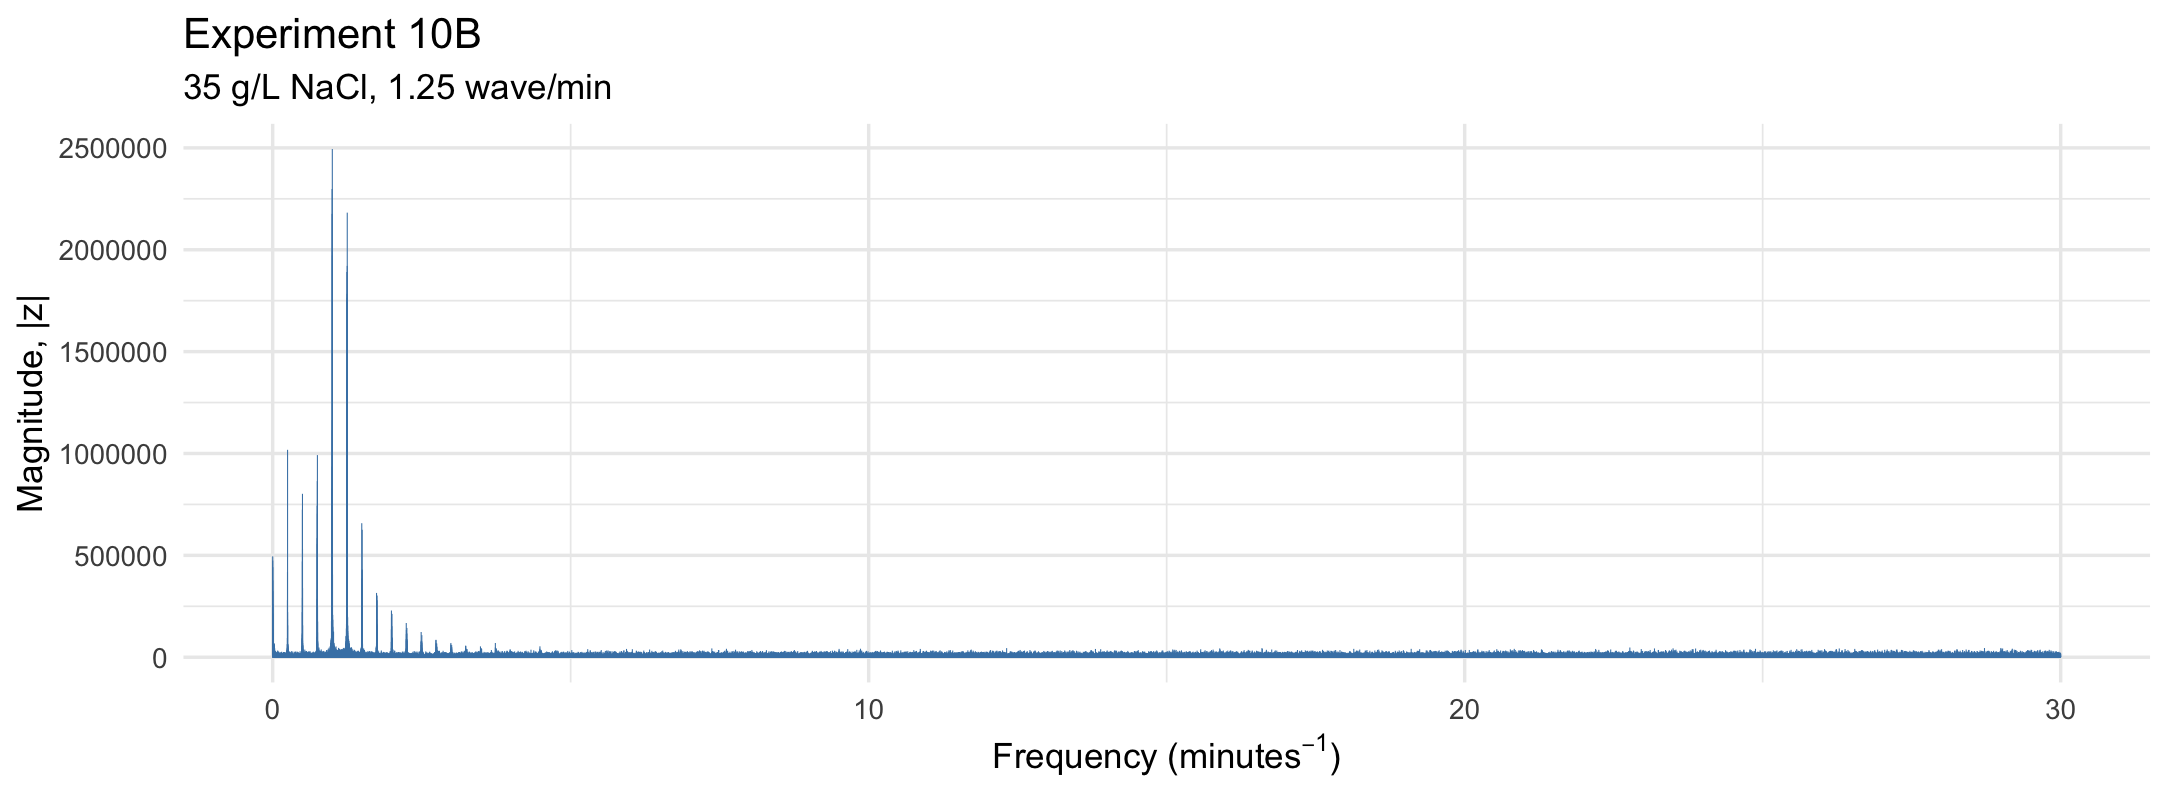 Experiment 10B
35 g/L NaCl, 1.25 wave/min
Magnitude, |z|
2500000
2000000
1500000
1000000
500000
0
0 10 20 30
Frequency (minutes⁻¹)